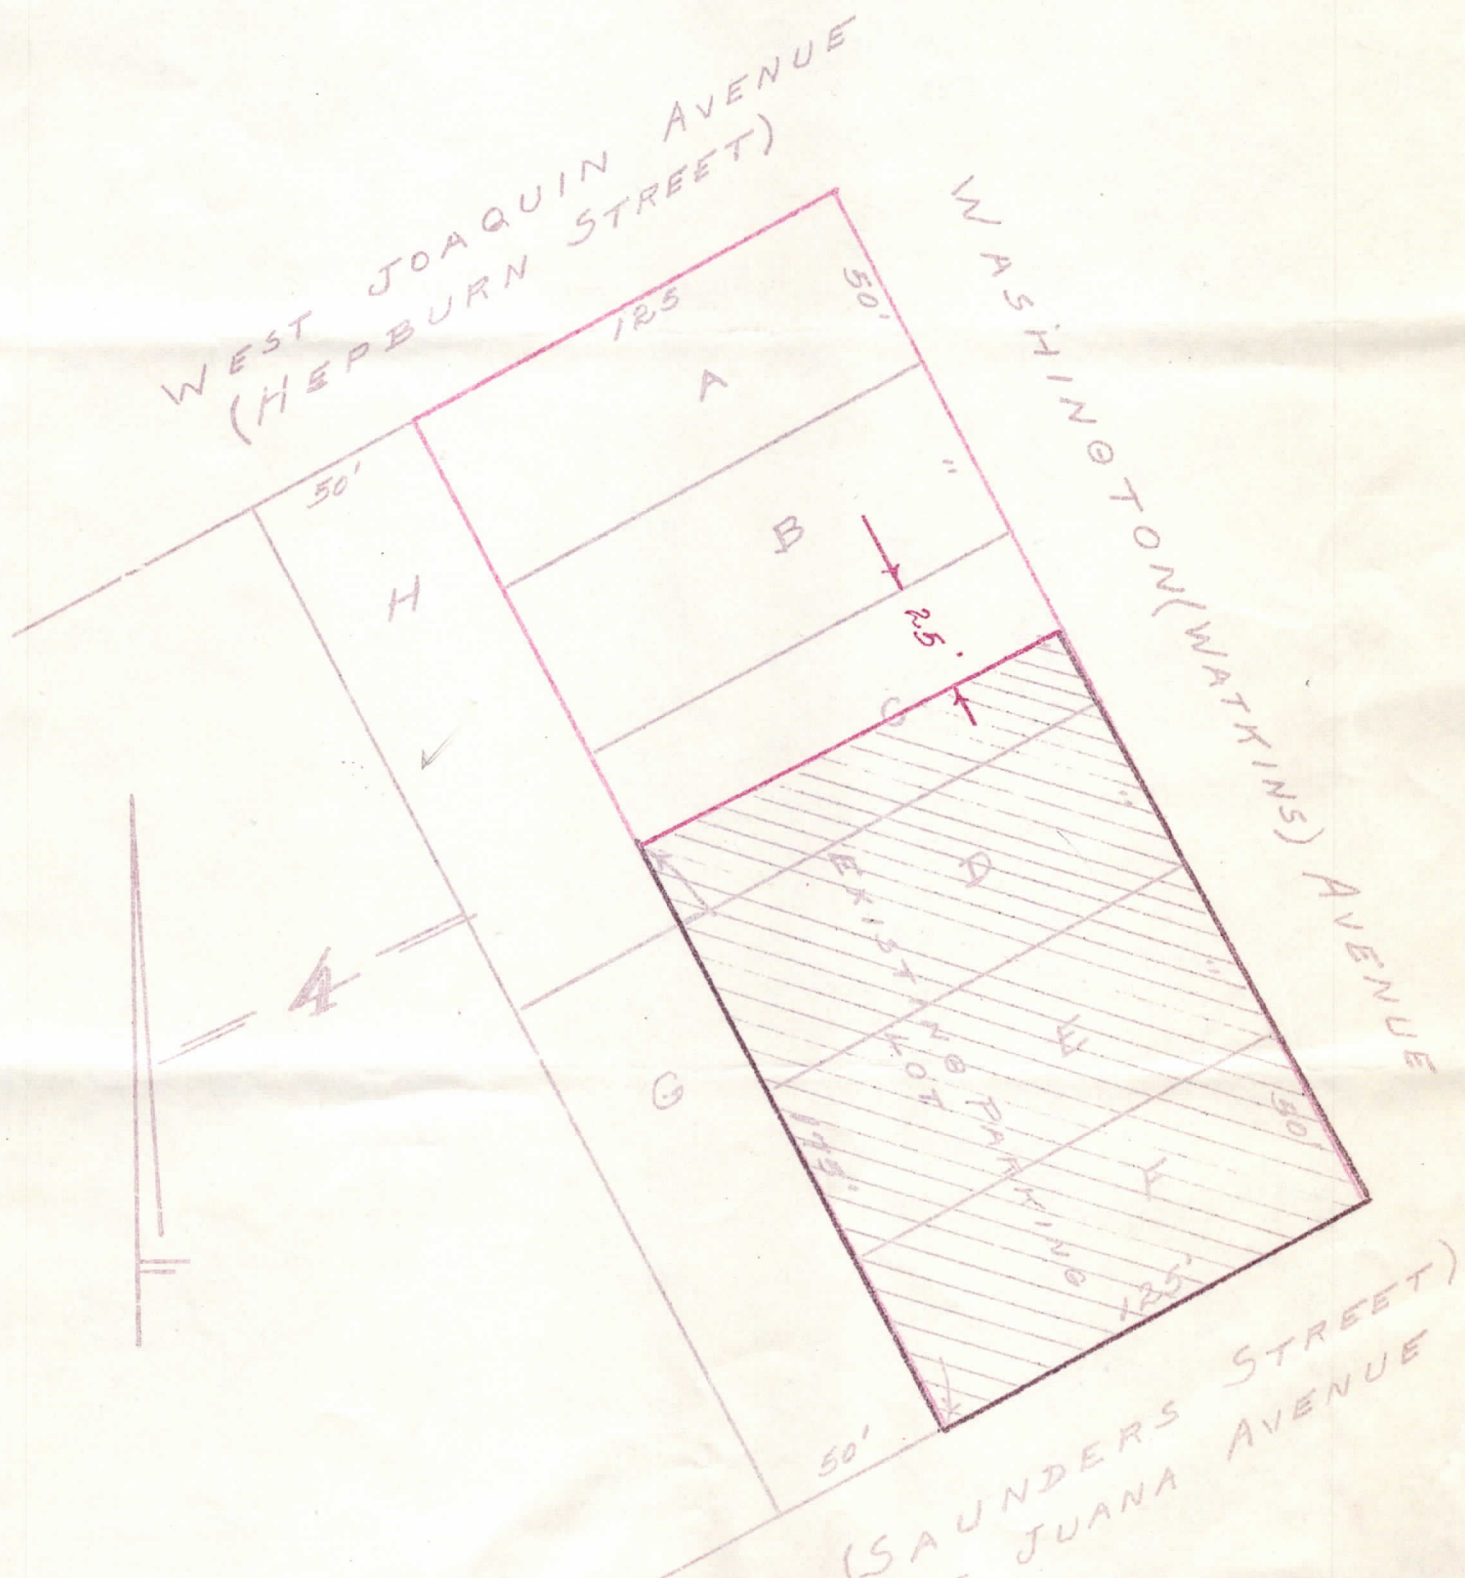 WEST JOAQUIN AVENUE
(HEPBURN STREET)
WASHINGTON (WATKINS) AVENUE
125
50'
A
50'
"
H
B
25'
C
"
D
EXISTING PARKING
LOT
4
"
E
G
175'
50'
F
125'
50'
(SAUNDERS STREET)
JUANA AVENUE